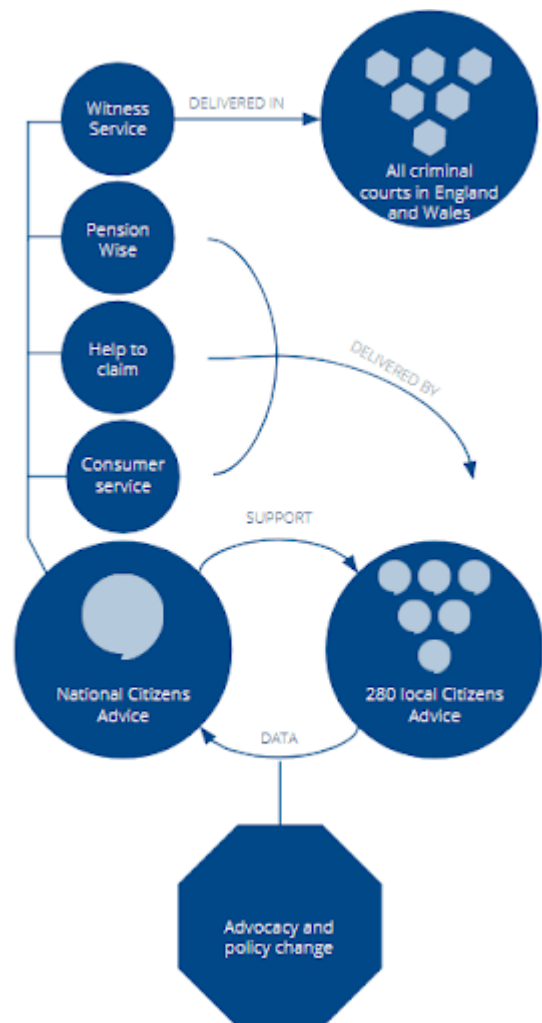 Witness
Service
DELIVERED IN
All criminal
courts in England
and Wales
Pension
Wise
Help to
claim
DELIVERED BY
Consumer
service
SUPPORT
National Citizens
Advice
280 local Citizens
Advice
DATA
Advocacy and
policy change